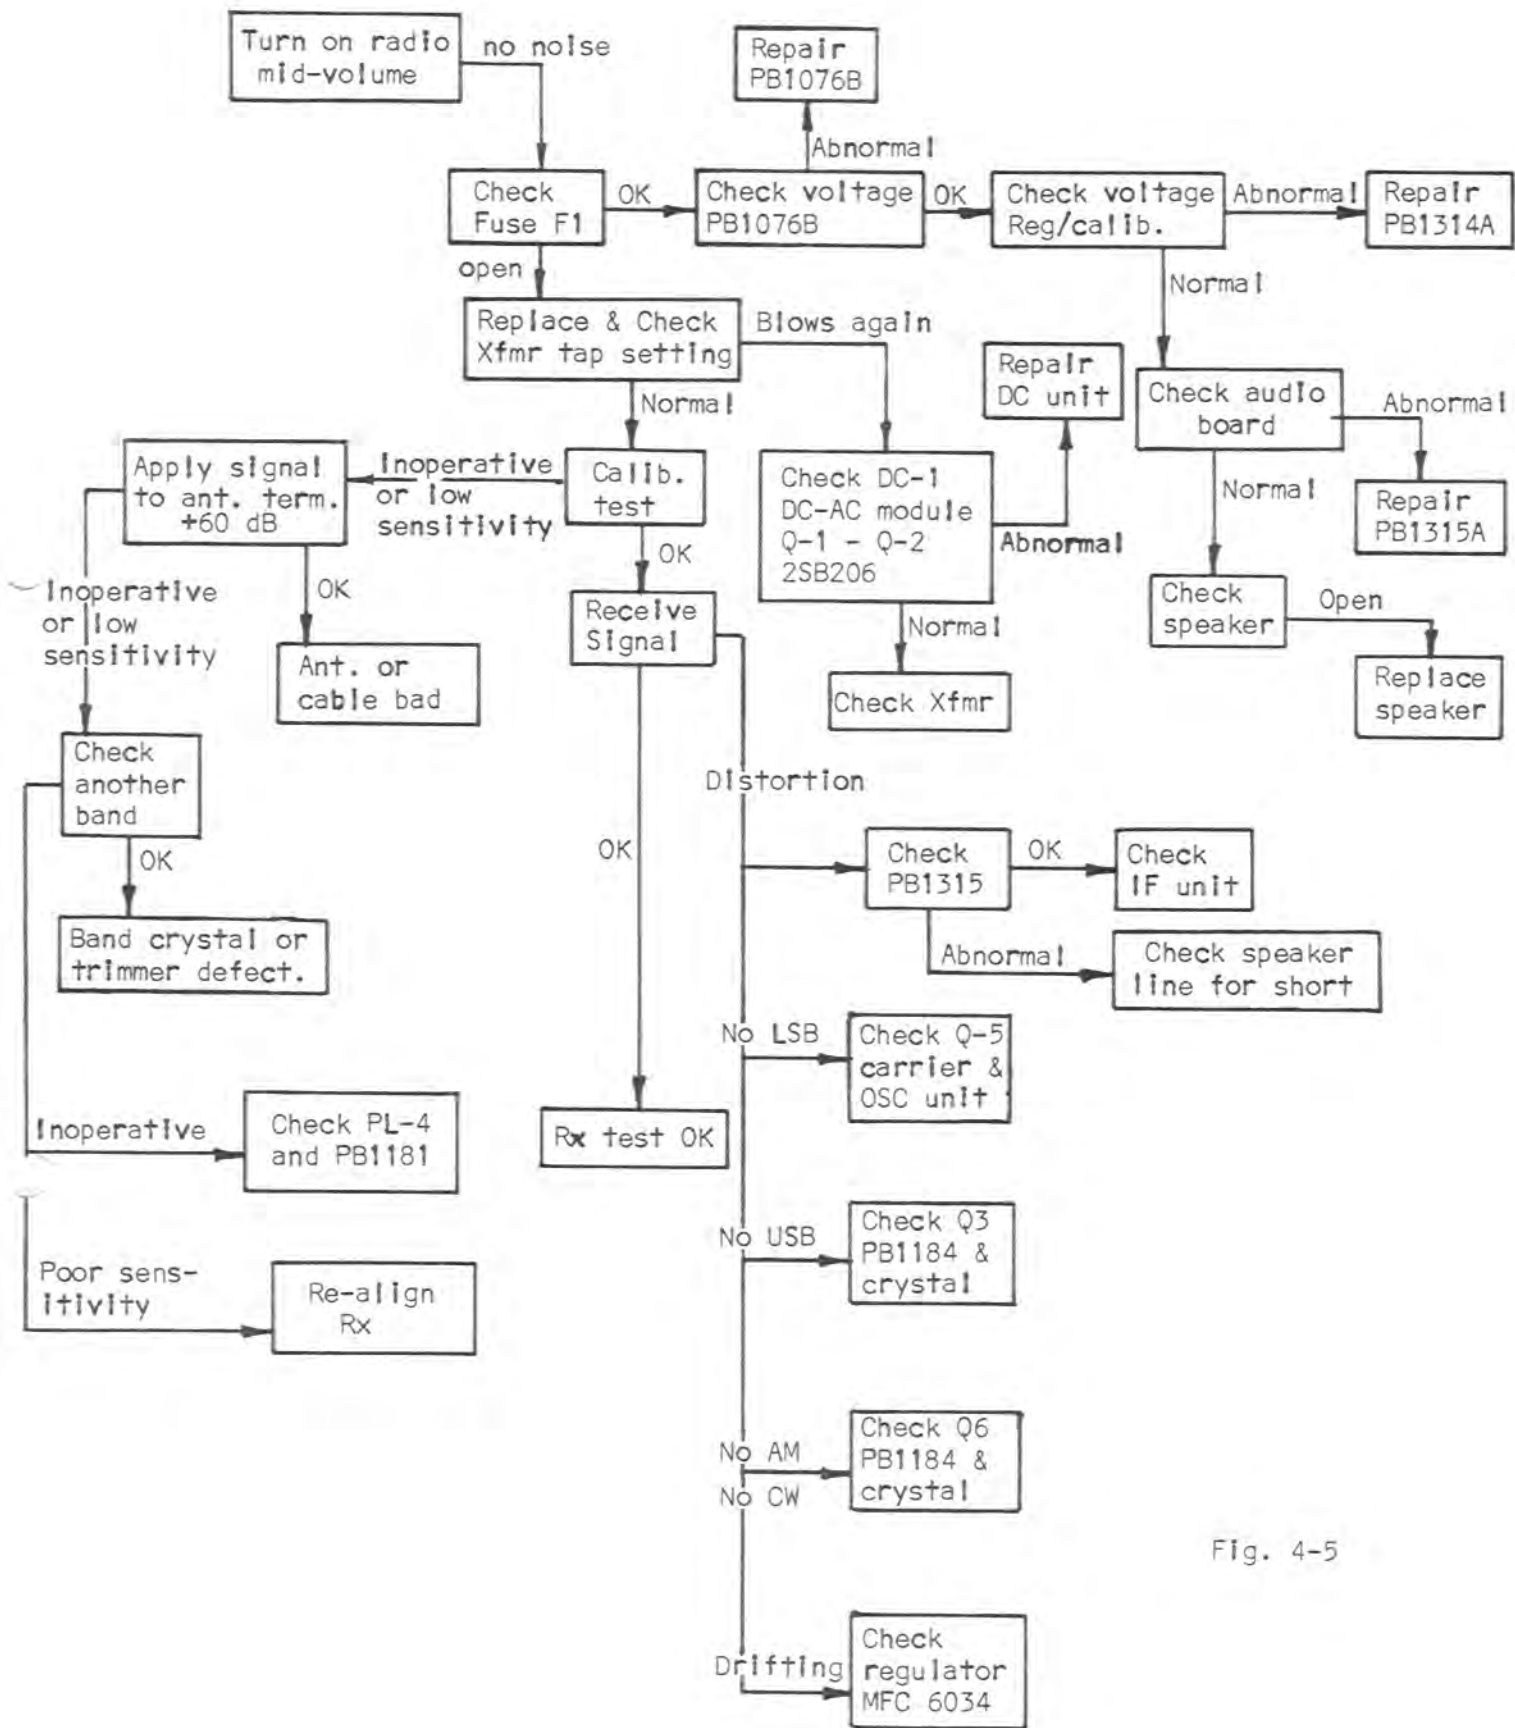 Turn on radio
mid-volume
no noise
Repair
PB1076B
Abnormal
Check
Fuse F1
OK
Check voltage
PB1076B
OK
Check voltage
Reg/calib.
Abnormal
Repair
PB1314A
open
Normal
Replace & Check
Xfmr tap setting
Blows again
Repair
DC unit
Check audio
board
Abnormal
Normal
Apply signal
to ant. term.
+60 dB
Inoperative
or low
sensitivity
Calib.
test
Check DC-1
DC-AC module
Q-1 - Q-2
2SB206
Abnormal
Normal
Repair
PB1315A
OK
OK
Inoperative
or low
sensitivity
Receive
Signal
Normal
Check
speaker
Open
Ant. or
cable bad
Check Xfmr
Replace
speaker
Check
another
band
Distortion
OK
OK
Check
PB1315
OK
Check
IF unit
Band crystal or
trimmer defect.
Abnormal
Check speaker
line for short
No LSB
Check Q-5
carrier &
OSC unit
Inoperative
Check PL-4
and PB1181
Rx test OK
No USB
Check Q3
PB1184 &
crystal
Poor sens-
itivity
Re-align
Rx
No AM
No CW
Check Q6
PB1184 &
crystal
Fig. 4-5
Drifting
Check
regulator
MFC 6034